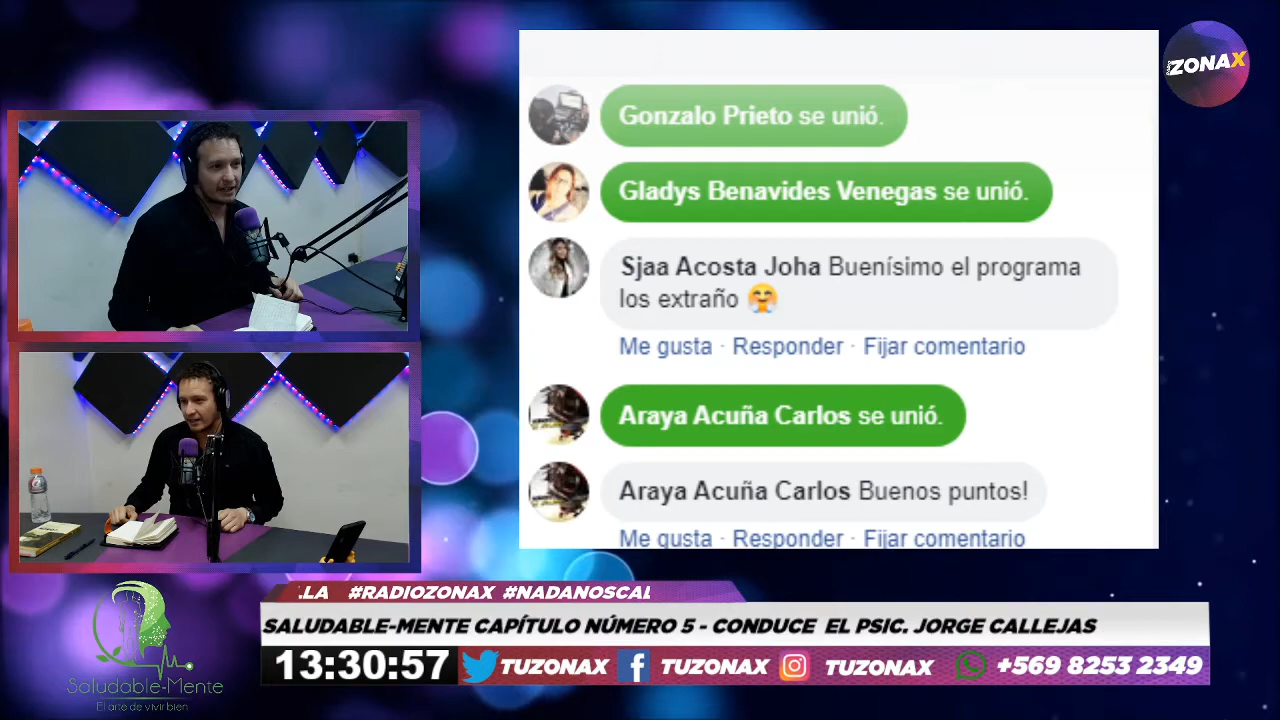 Radio
ZONAX
Gonzalo Prieto se unió.
Gladys Benavides Venegas se unió.
Sjaa Acosta Joha Buenísimo el programa
los extraño
Me gusta · Responder · Fijar comentario
Araya Acuña Carlos se unió.
Araya Acuña Carlos Buenos puntos!
Me gusta · Responder · Fijar comentario
.LA #RADIOZONAX #NADANOSCAL
SALUDABLE-MENTE CAPÍTULO NÚMERO 5 - CONDUCE EL PSIC. JORGE CALLEJAS
13:30:57 TUZONAX TUZONAX TUZONAX +569 8253 2349
Saludable-Mente
El arte de vivir bien